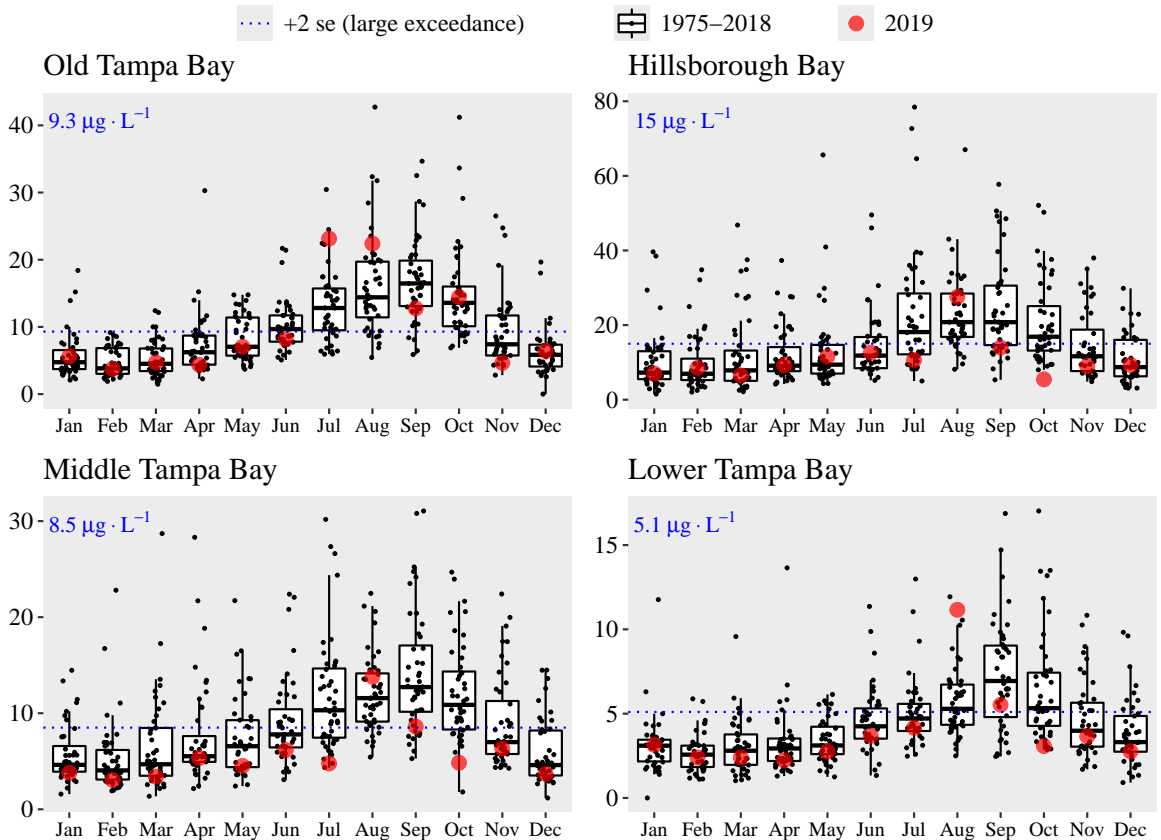 +2 se (large exceedance) 1975–2018 2019
Old Tampa Bay
9.3 μg · L⁻¹
40
30
20
10
0
Jan Feb Mar Apr May Jun Jul Aug Sep Oct Nov Dec
Hillsborough Bay
15 μg · L⁻¹
80
60
40
20
0
Jan Feb Mar Apr May Jun Jul Aug Sep Oct Nov Dec
Middle Tampa Bay
8.5 μg · L⁻¹
30
20
10
0
Jan Feb Mar Apr May Jun Jul Aug Sep Oct Nov Dec
Lower Tampa Bay
5.1 μg · L⁻¹
15
10
5
0
Jan Feb Mar Apr May Jun Jul Aug Sep Oct Nov Dec